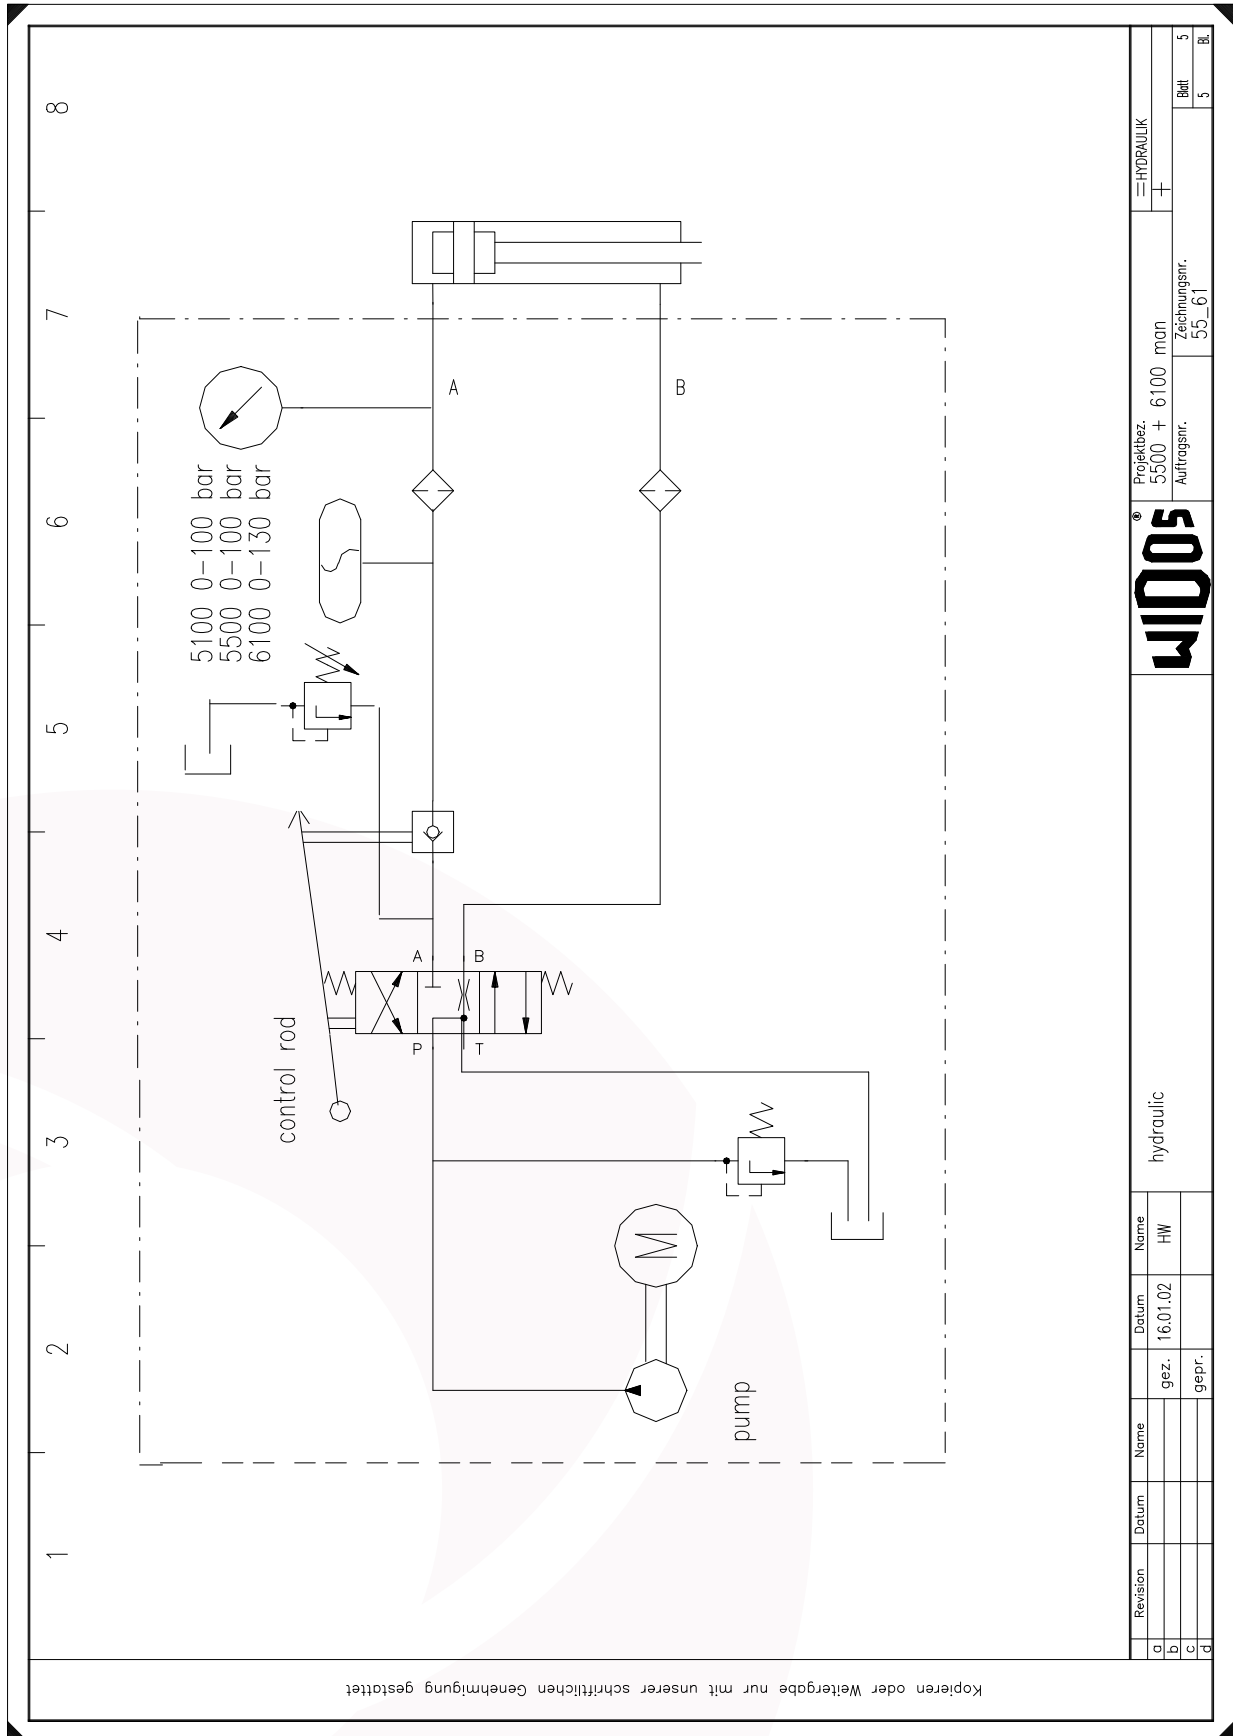 1
2
3
4
5
6
7
8
5100 0-100 bar
5500 0-100 bar
6100 0-130 bar
control rod
A
B
P
T
A
B
M
pump
Kopieren oder Weitergabe nur mit unserer schriftlichen Genehmigung gestattet
Revision Datum Name Datum Name
a
b
c
d
gez. 16.01.02 HW
gepr.
hydraulic
WIDOS®
Projektbez.
5500 + 6100 man
Auftragsnr.
Zeichnungsnr.
55_61
=HYDRAULIK
+
Blatt 5
5 Bl.